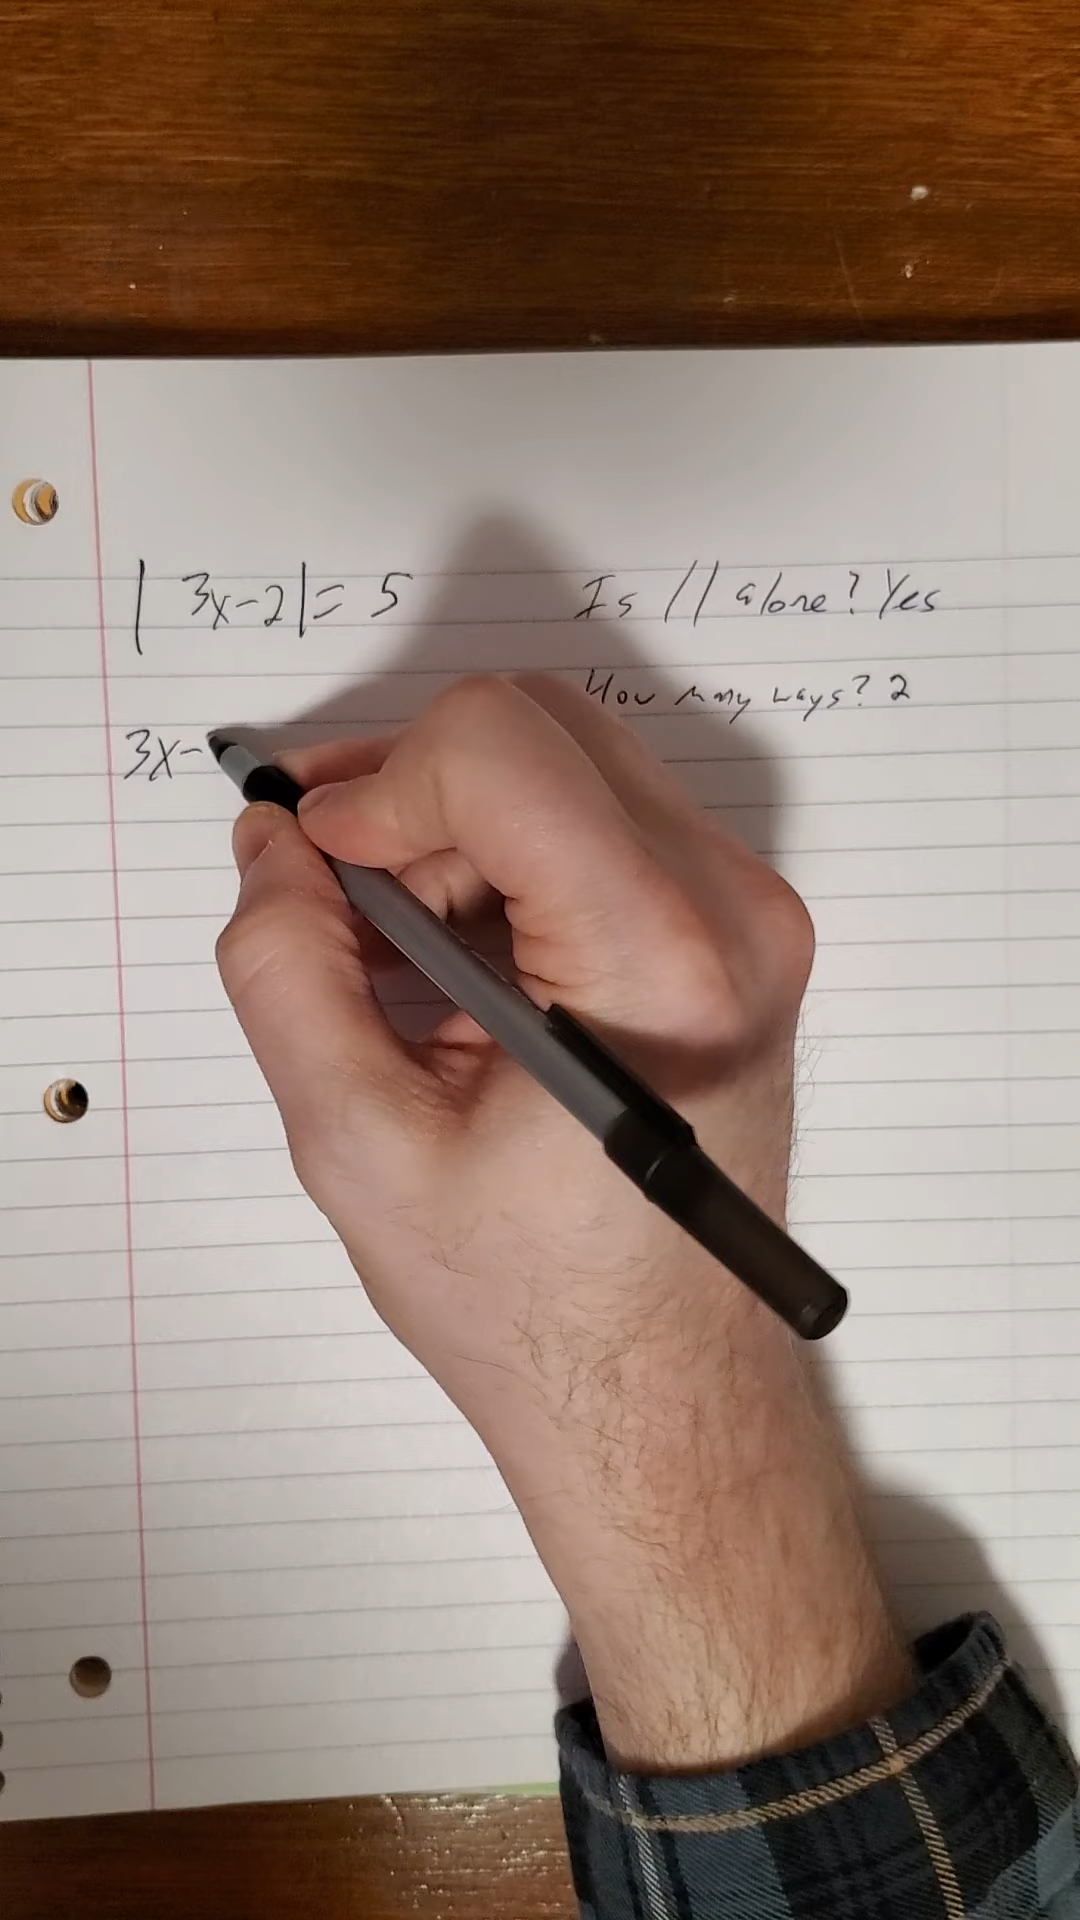 | 3x-2|= 5
Is || alone? Yes
How many ways? 2
3x-